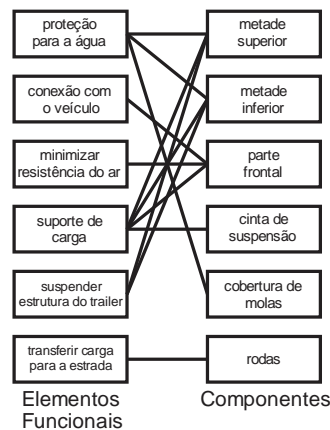 proteção
para a água
metade
superior
conexão com
o veículo
metade
inferior
minimizar
resistência do ar
parte
frontal
suporte de
carga
cinta de
suspensão
suspender
estrutura do trailer
cobertura de
molas
transferir carga
para a estrada
rodas
Elementos
Funcionais
Componentes